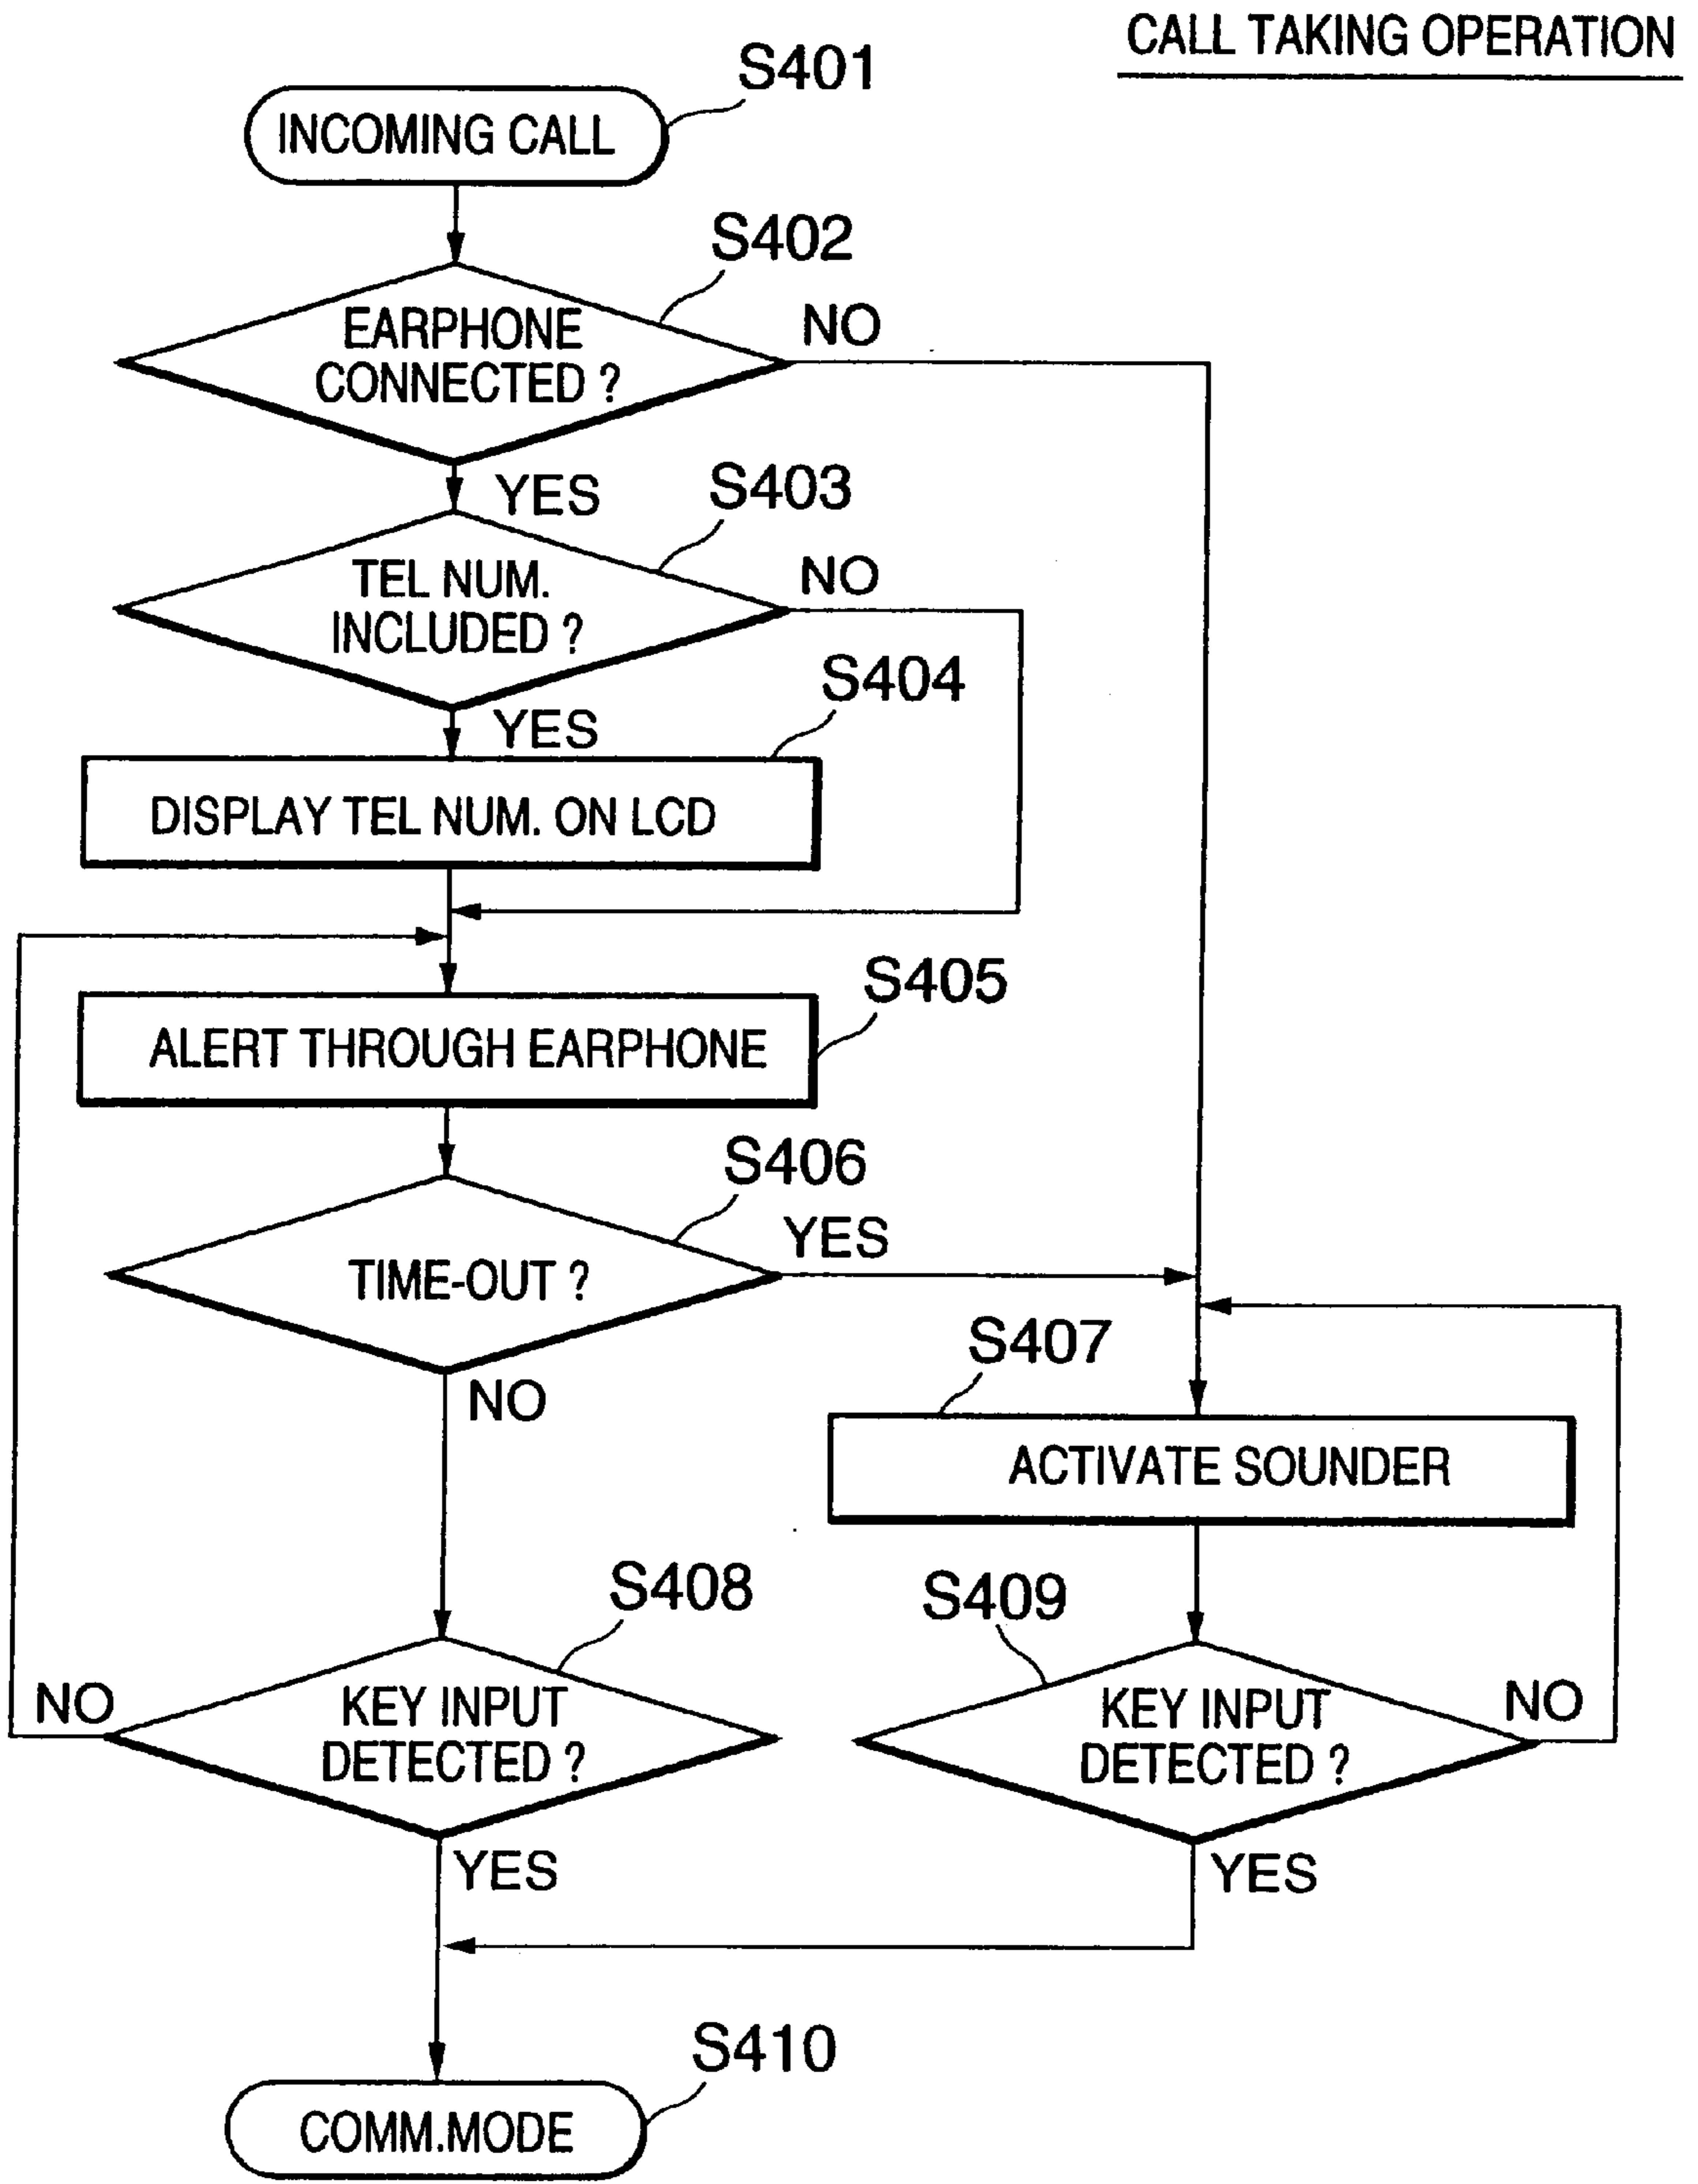 CALL TAKING OPERATION
S401
INCOMING CALL
S402
EARPHONE
CONNECTED ?
NO
YES
S403
TEL NUM.
INCLUDED ?
NO
YES
S404
DISPLAY TEL NUM. ON LCD
S405
ALERT THROUGH EARPHONE
S406
TIME-OUT ?
YES
NO
S407
ACTIVATE SOUNDER
S408
KEY INPUT
DETECTED ?
NO
YES
S409
KEY INPUT
DETECTED ?
NO
YES
S410
COMM.MODE